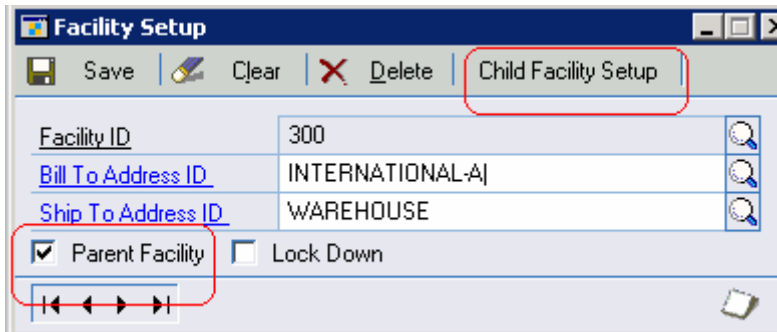 Facility Setup
Save Clear Delete Child Facility Setup
Facility ID 300
Bill To Address ID INTERNATIONAL-A
Ship To Address ID WAREHOUSE
Parent Facility Lock Down